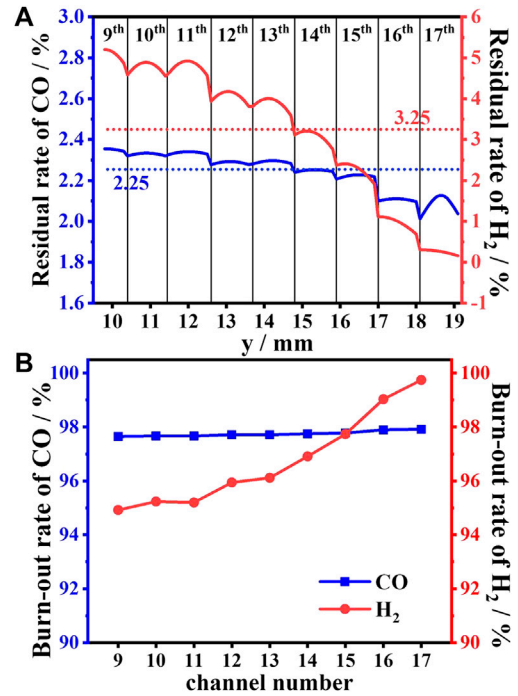 A
Residual rate of CO / %
Residual rate of H2 / %
3.0
2.8
2.6
2.4
2.2
2.0
1.8
1.6
9th 10th 11th 12th 13th 14th 15th 16th 17th
3.25
2.25
6
5
4
3
2
1
0
-1
10 11 12 13 14 15 16 17 18 19
y / mm
B
Burn-out rate of CO / %
Burn-out rate of H2 / %
100
98
96
94
92
90
CO
H2
100
98
96
94
92
90
9 10 11 12 13 14 15 16 17
channel number